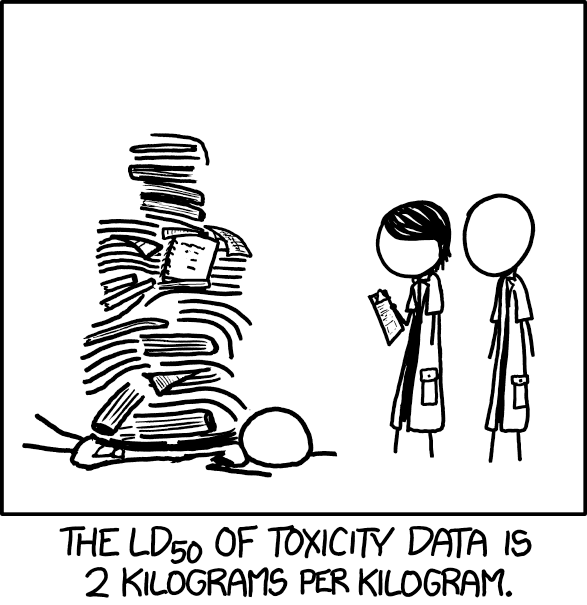 THE LD50 OF TOXICITY DATA IS
2 KILOGRAMS PER KILOGRAM.